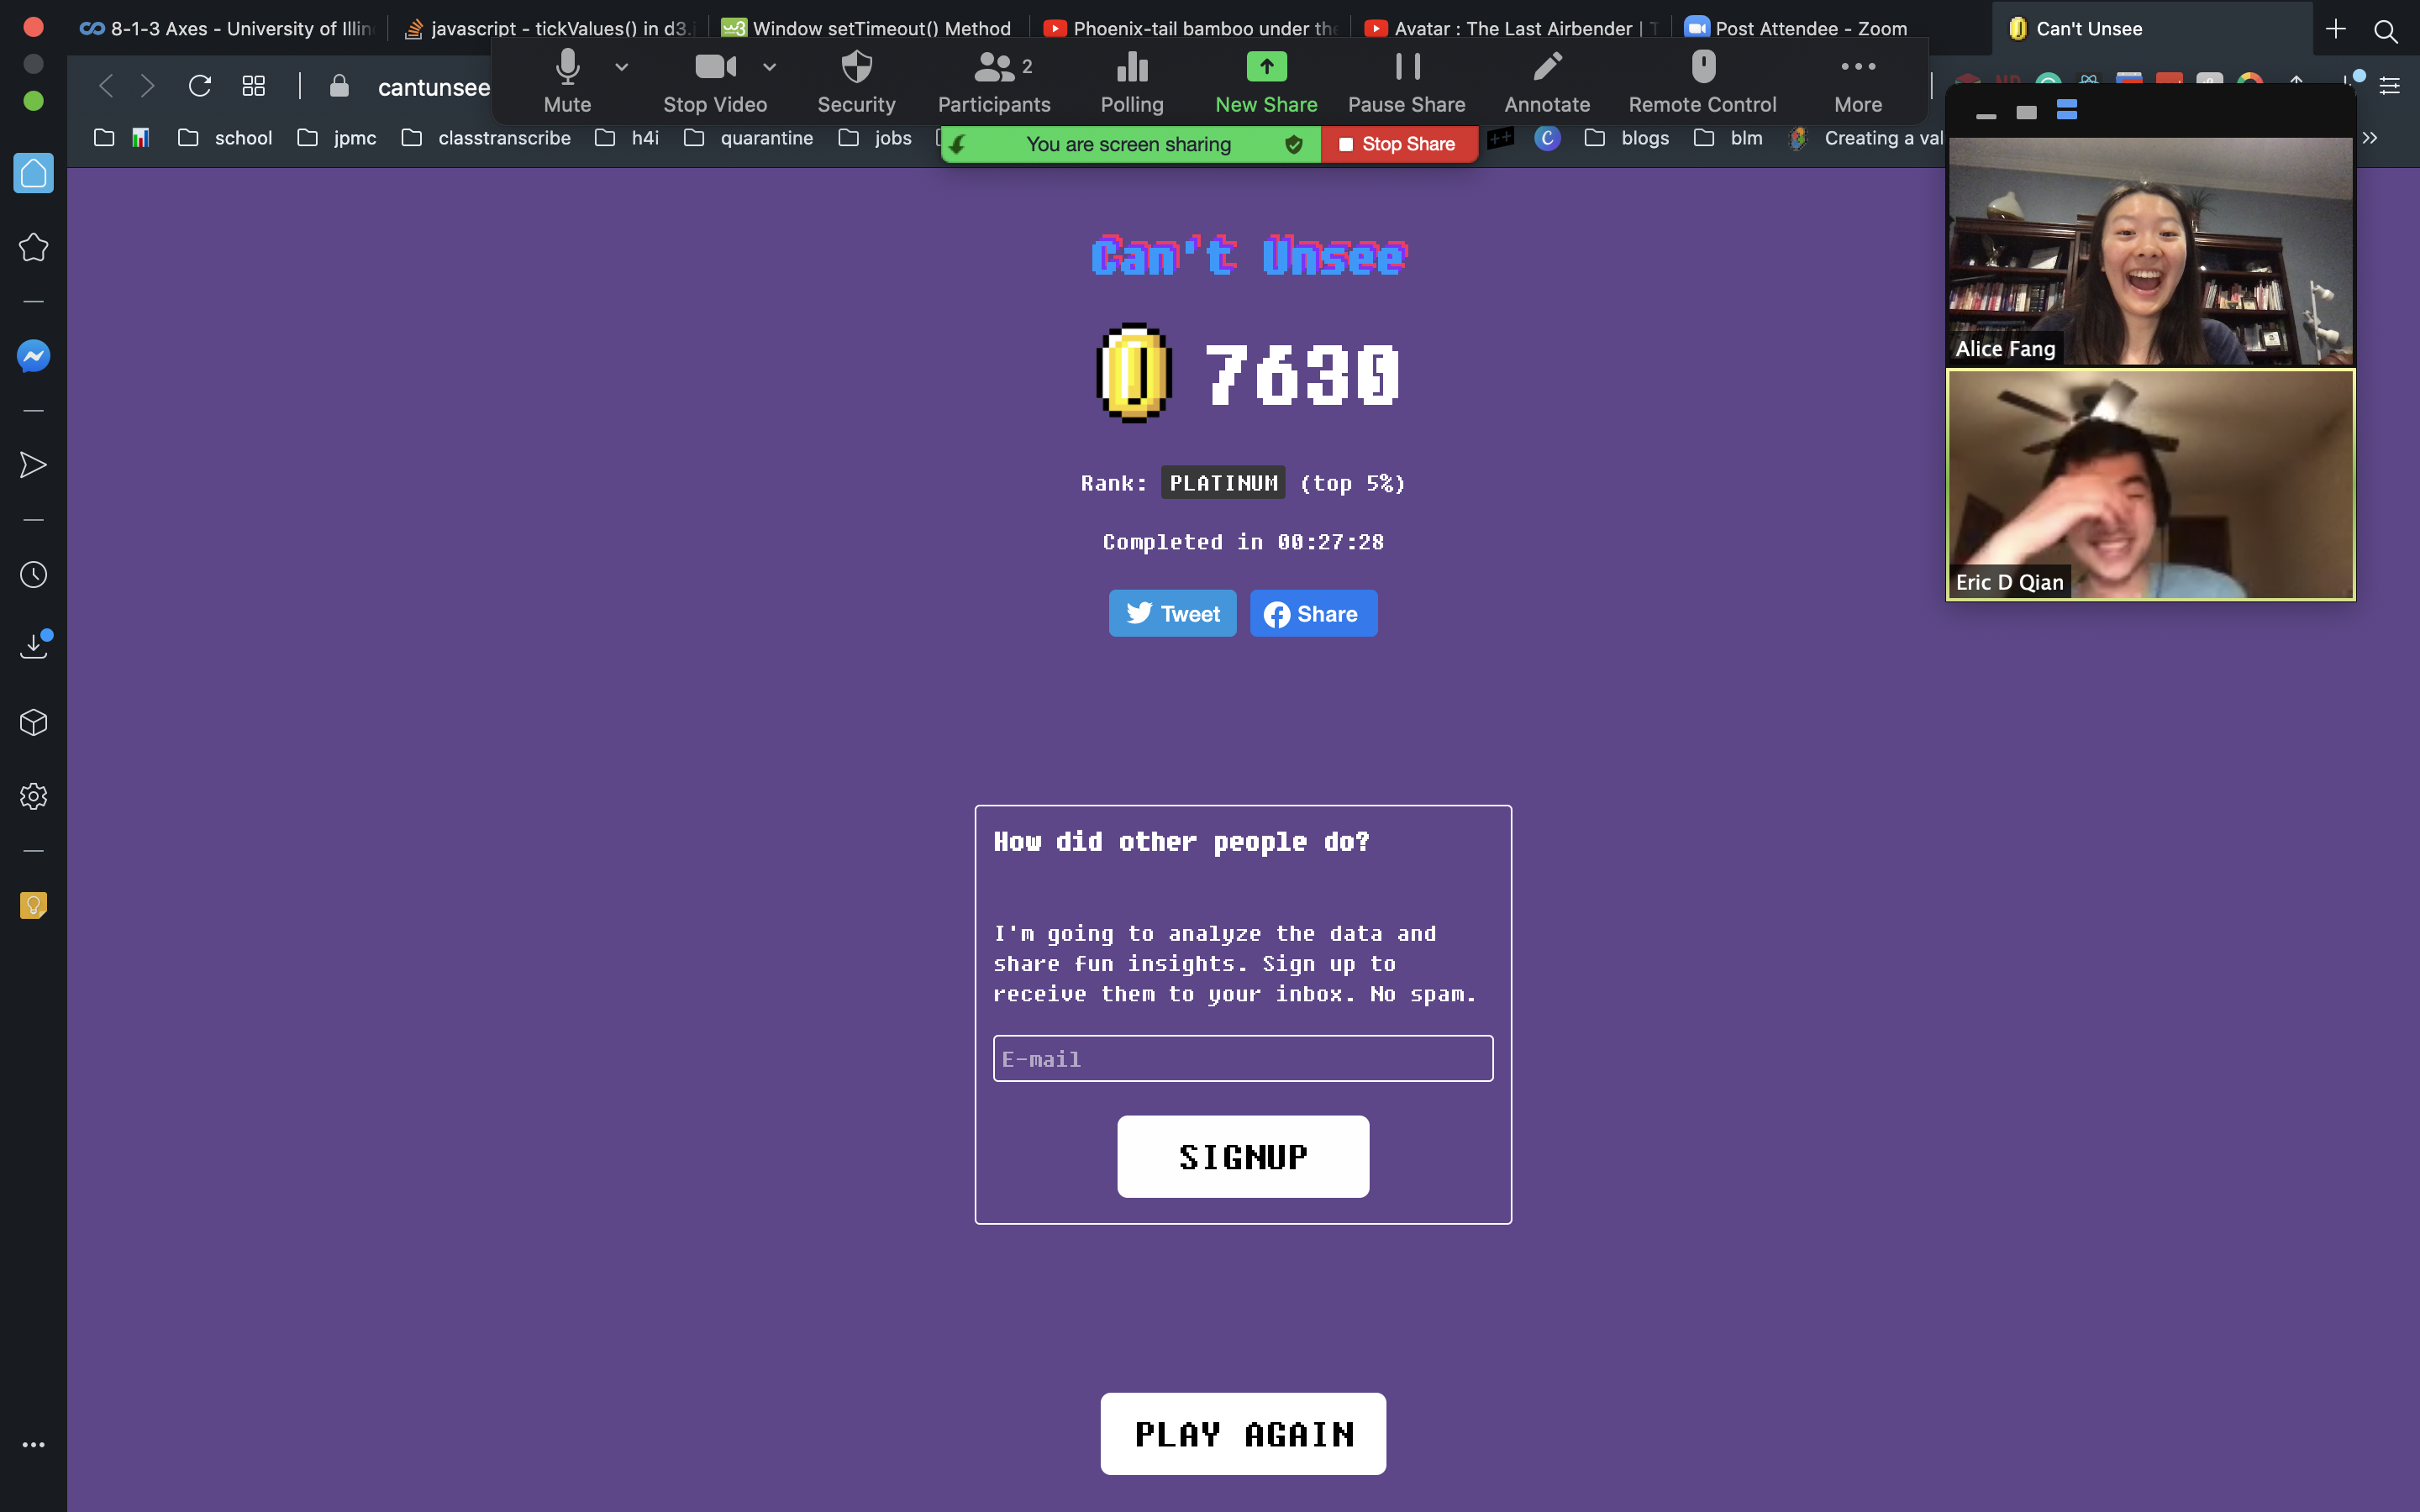 8-1-3 Axes - University of Illin
javascript - tickValues() in d3.j
Window setTimeout() Method
Phoenix-tail bamboo under the
Avatar : The Last Airbender | T
Post Attendee - Zoom
Can't Unsee
cantunsee
Mute
Stop Video
Security
Participants 2
Polling
New Share
Pause Share
Annotate
Remote Control
More
school
jpmc
classtranscribe
h4i
quarantine
jobs
You are screen sharing
Stop Share
C
blogs
blm
Creating a val
Alice Fang
Eric D Qian
Can't Unsee
7630
Rank: PLATINUM (top 5%)
Completed in 00:27:28
Tweet
Share
How did other people do?
I'm going to analyze the data and
share fun insights. Sign up to
receive them to your inbox. No spam.
E-mail
SIGNUP
PLAY AGAIN